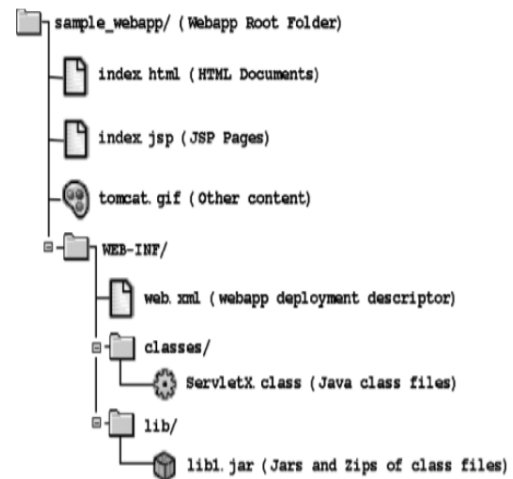 sample_webapp/ (Webapp Root Folder)
index html (HTML Documents)
index jsp (JSP Pages)
tomcat.gif (Other content)
WEB-INF/
web.xml (webapp deployment descriptor)
classes/
ServletX.class (Java class files)
lib/
lib1.jar (Jars and Zips of class files)